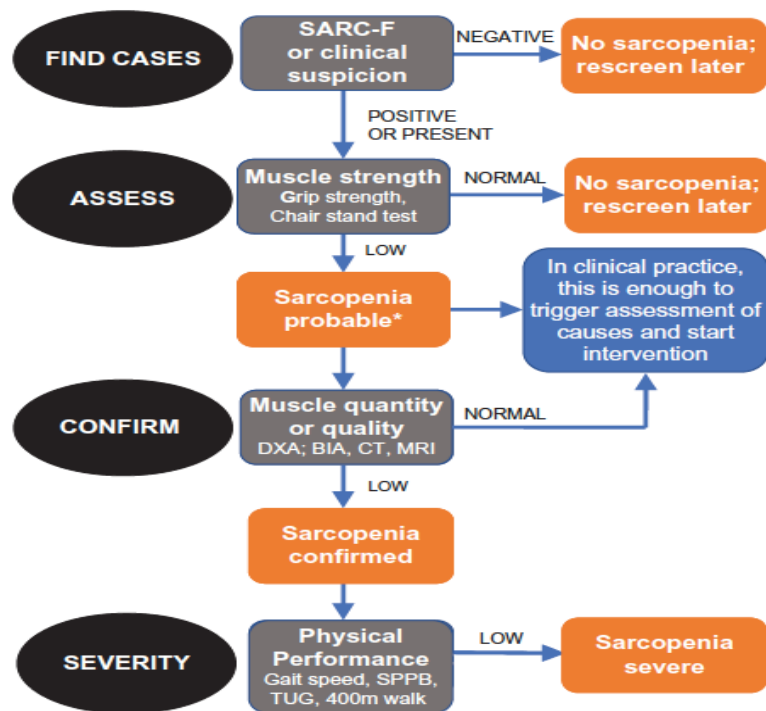 FIND CASES
SARC-F
or clinical
suspicion
NEGATIVE
No sarcopenia;
rescreen later
POSITIVE
OR PRESENT
ASSESS
Muscle strength
Grip strength,
Chair stand test
NORMAL
No sarcopenia;
rescreen later
LOW
Sarcopenia
probable*
In clinical practice,
this is enough to
trigger assessment of
causes and start
intervention
CONFIRM
Muscle quantity
or quality
DXA; BIA, CT, MRI
NORMAL
LOW
Sarcopenia
confirmed
SEVERITY
Physical
Performance
Gait speed, SPPB,
TUG, 400m walk
LOW
Sarcopenia
severe